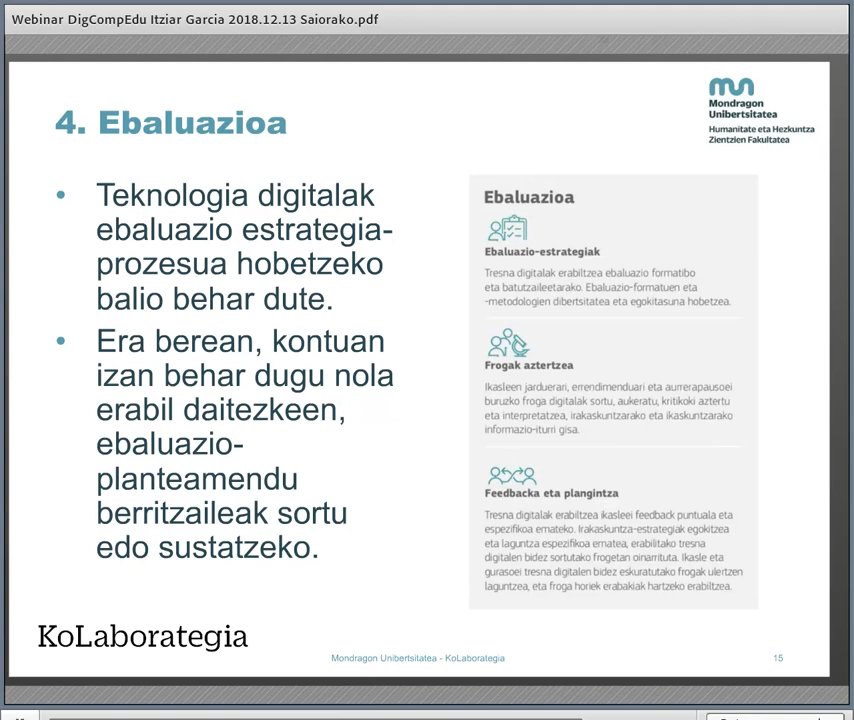 Webinar DigCompEdu Itziar Garcia 2018.12.13 Saiorako.pdf
Mondragon
Unibertsitatea
Humanitate eta Hezkuntza
Zientzien Fakultatea
4. Ebaluazioa
• Teknologia digitalak
ebaluazio estrategia-
prozesua hobetzeko
balio behar dute.
• Era berean, kontuan
izan behar dugu nola
erabil daitezkeen,
ebaluazio-
planteamendu
berritzaileak sortu
edo sustatzeko.
Ebaluazioa
Ebaluazio-estrategiak
Tresna digitalak erabiltzea ebaluazio formatibo
eta batutzaileetarako. Ebaluazio-formatuen eta
-metodologien dibertsitatea eta egokitasuna hobetzea.
Frogak aztertzea
Ikasleen jarduerari, errendimenduari eta aurrerapausoei
buruzko froga digitalak sortu, aukeratu, kritikoki aztertu
eta interpretatzea, irakaskuntzarako eta ikaskuntzarako
informazio-iturri gisa.
Feedbacka eta plangintza
Tresna digitalak erabiltzea ikasleei feedback puntuala eta
espezifikoa emateko. Irakaskuntza-estrategiak egokitzea
eta laguntza espezifikoa ematea, erabilitako tresna
digitalen bidez sortutako frogetan oinarrituta. Ikasle eta
gurasoei tresna digitalen bidez eskuratutako frogak ulertzen
laguntzea, eta froga horiek erabakiak hartzeko erabiltzea.
KoLaborategia
Mondragon Unibertsitatea - KoLaborategia
15